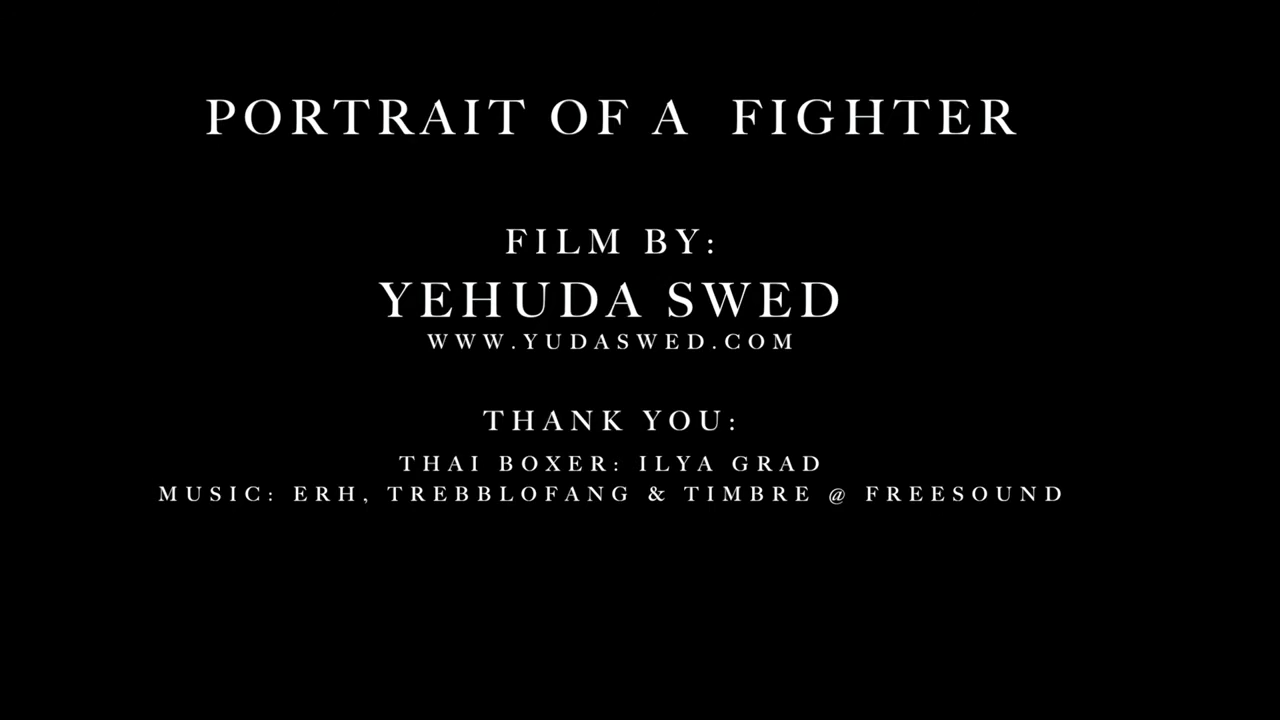 PORTRAIT OF A FIGHTER
FILM BY:
YEHUDA SWED
WWW.YUDASWED.COM
THANK YOU:
THAI BOXER: ILYA GRAD
MUSIC: ERH, TREBBLOFANG & TIMBRE @ FREESOUND